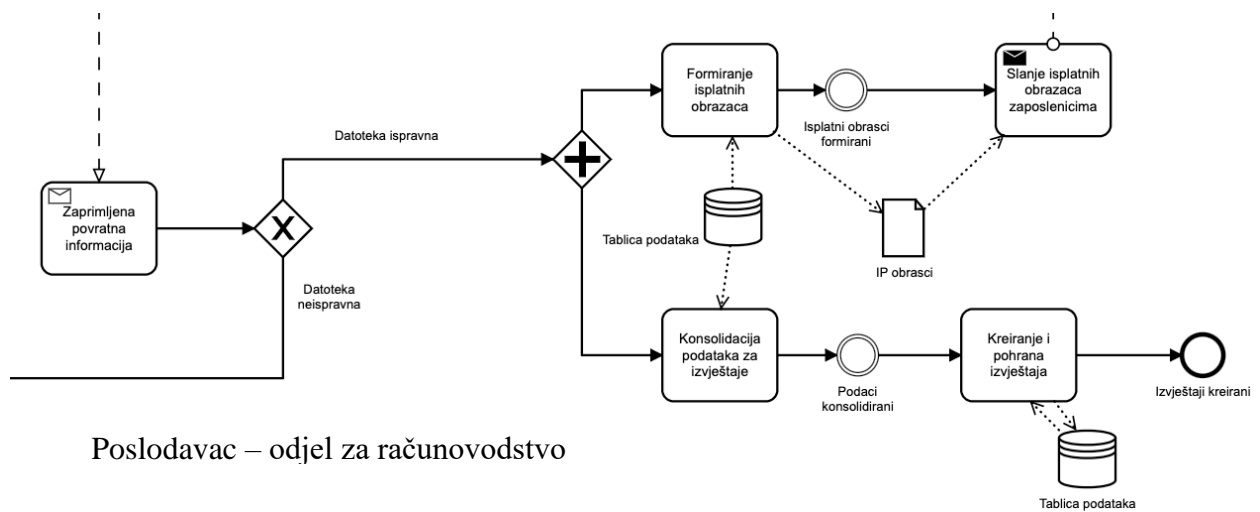 Zaprimljena
povratna
informacija
Datoteka ispravna
Datoteka
neispravna
Formiranje
isplatnih
obrazaca
Isplatni obrasci
formirani
Slanje isplatnih
obrazaca
zaposlenicima
Tablica podataka
IP obrasci
Konsolidacija
podataka za
izvještaje
Podaci
konsolidirani
Kreiranje i
pohrana
izvještaja
Izvještaji kreirani
Tablica podataka
Poslodavac – odjel za računovodstvo